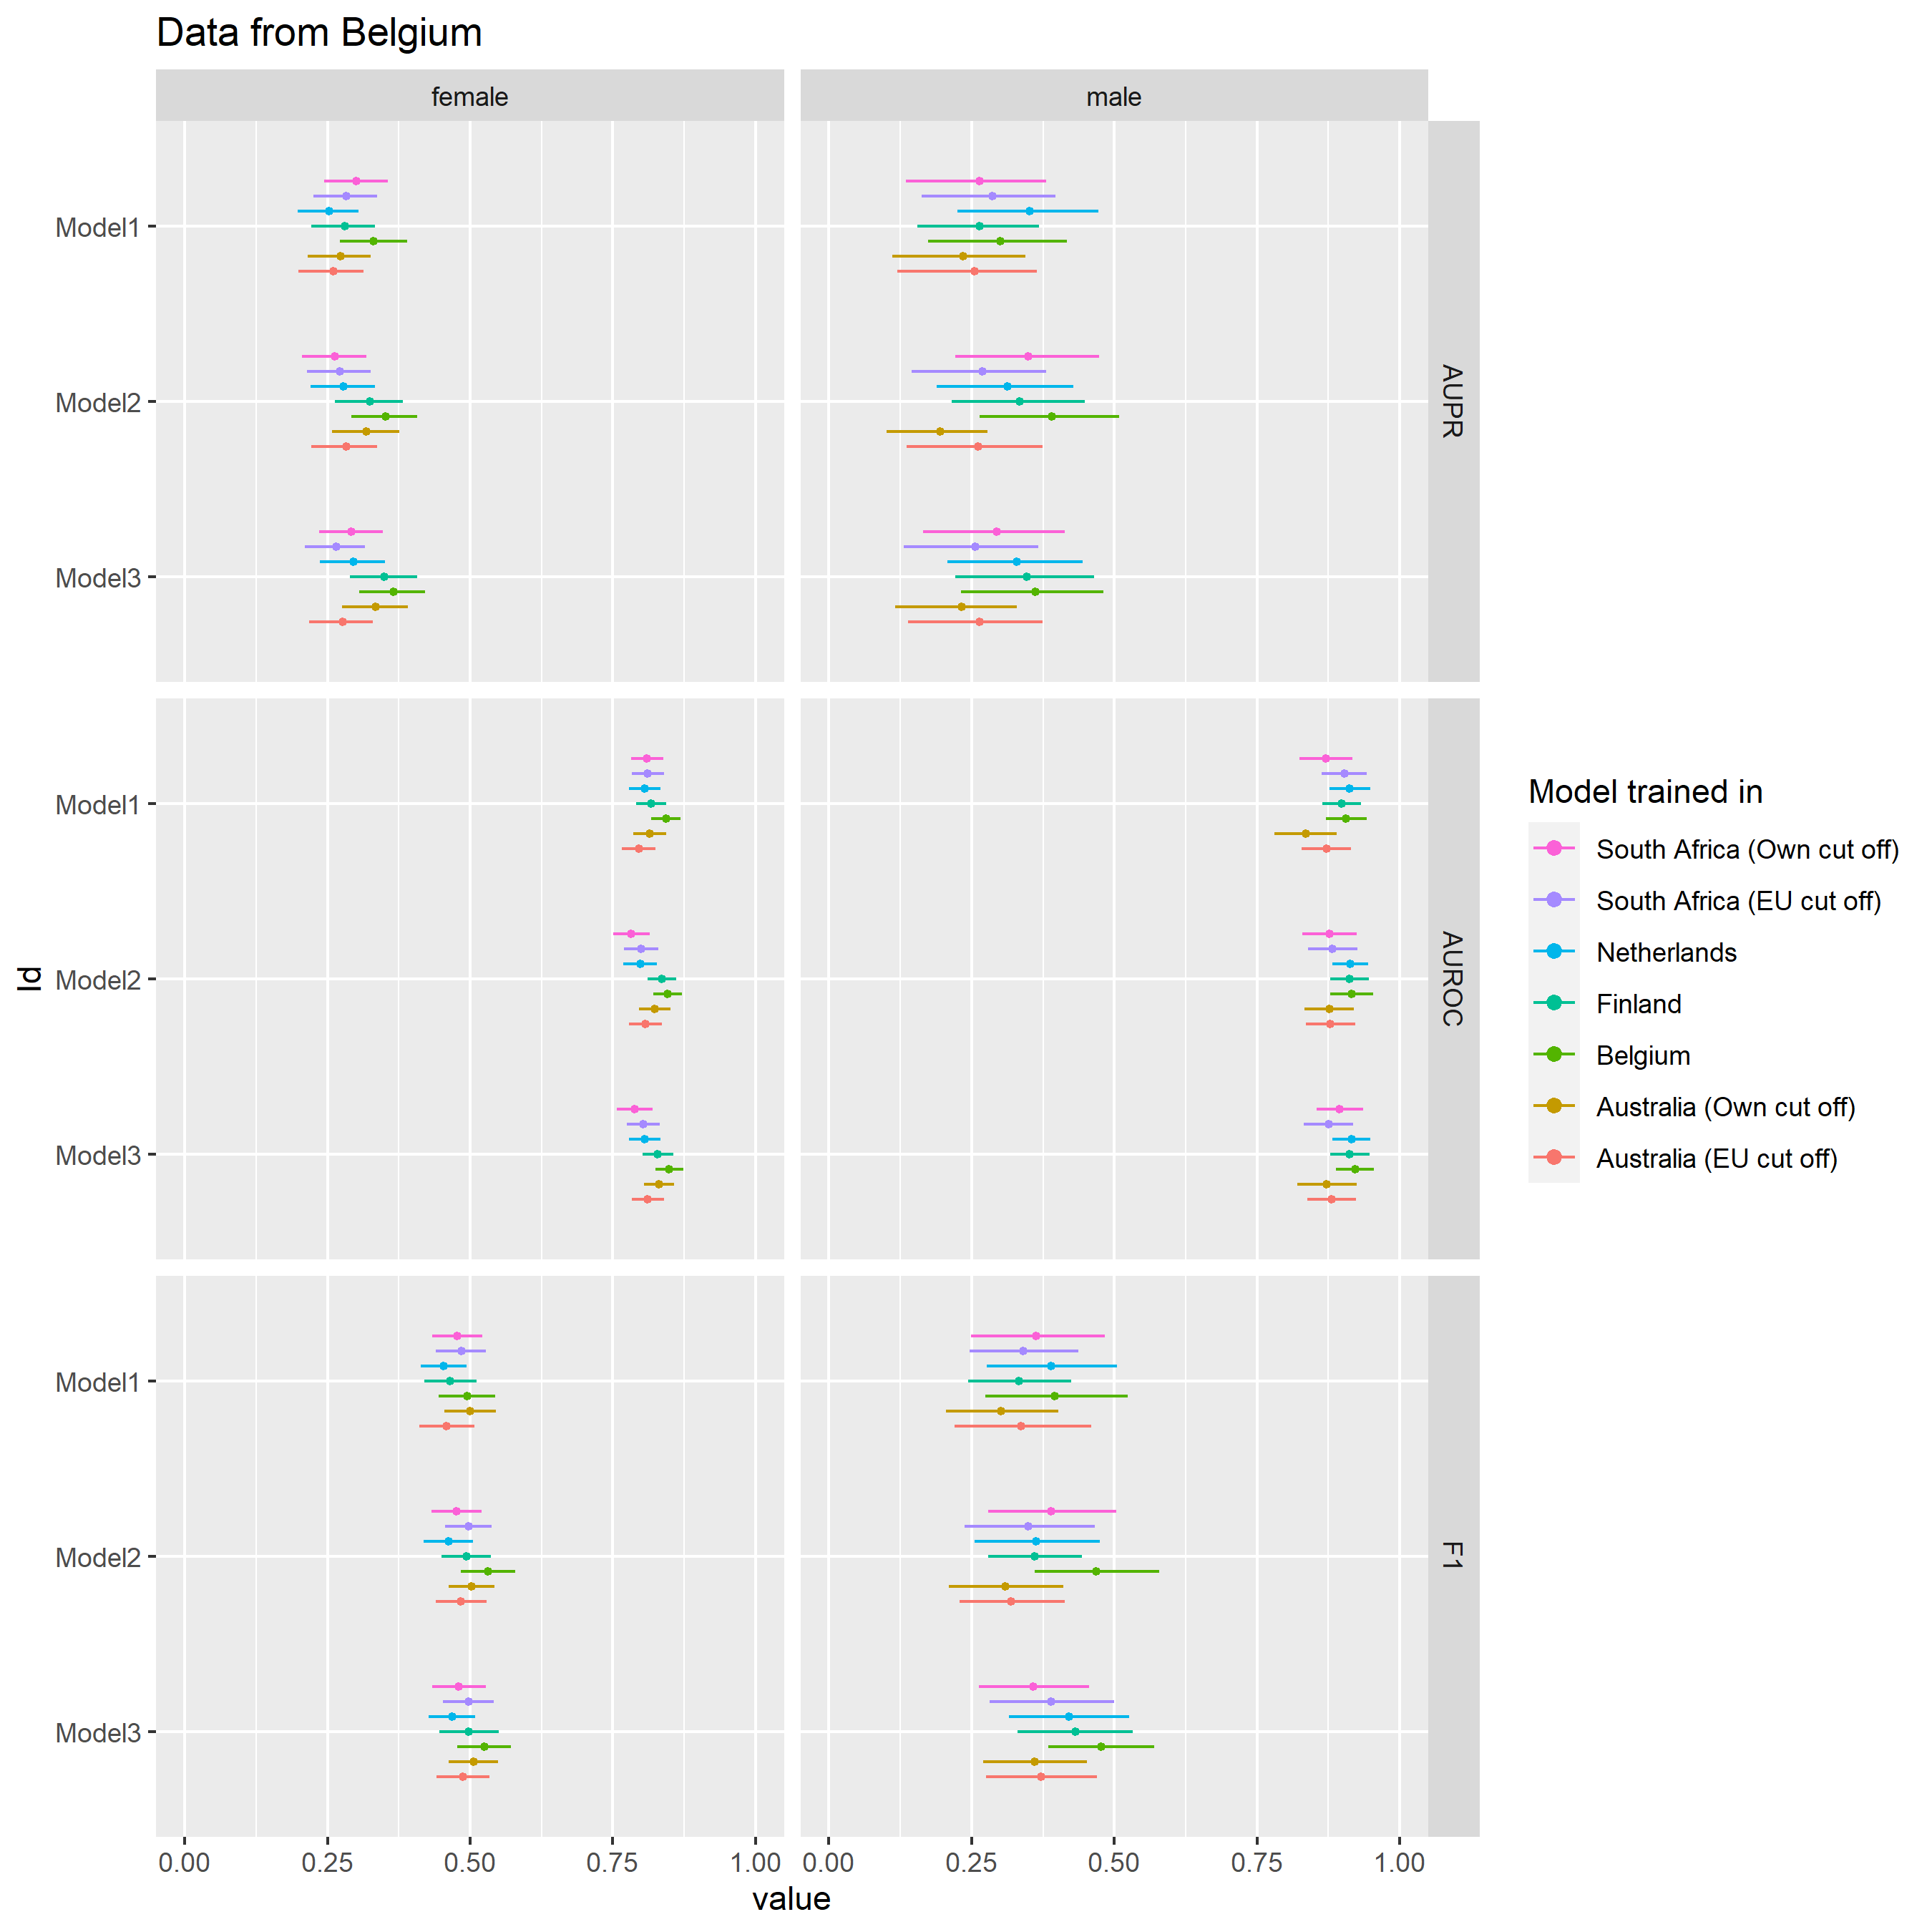 Data from Belgium
female
male
Model1
Model2
Model3
AUPR
Model1
Model2
Model3
AUROC
Id
Model1
Model2
Model3
F1
0.00 0.25 0.50 0.75 1.00
0.00 0.25 0.50 0.75 1.00
value
Model trained in
South Africa (Own cut off)
South Africa (EU cut off)
Netherlands
Finland
Belgium
Australia (Own cut off)
Australia (EU cut off)